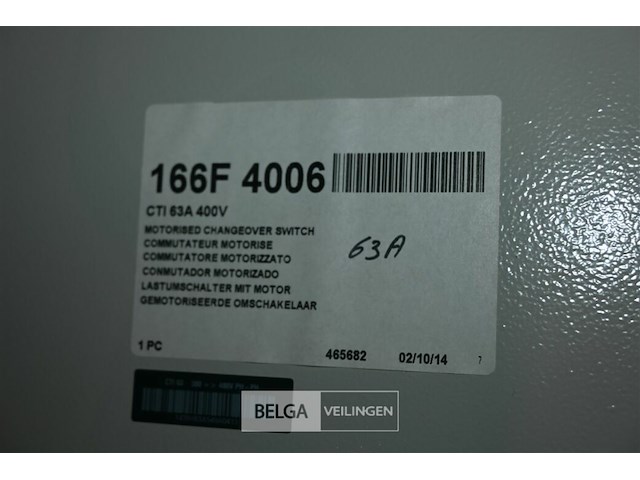 166F 4006
CTI 63A 400V
MOTORISED CHANGEOVER SWITCH
COMMUTATEUR MOTORISE
COMMUTATORE MOTORIZZATO
CONMUTADOR MOTORIZADO
LASTUMSCHALTER MIT MOTOR
GEMOTORISEERDE OMSCHAKELAAR
63A
1 PC 465682 02/10/14 7
BELGA VEILINGEN